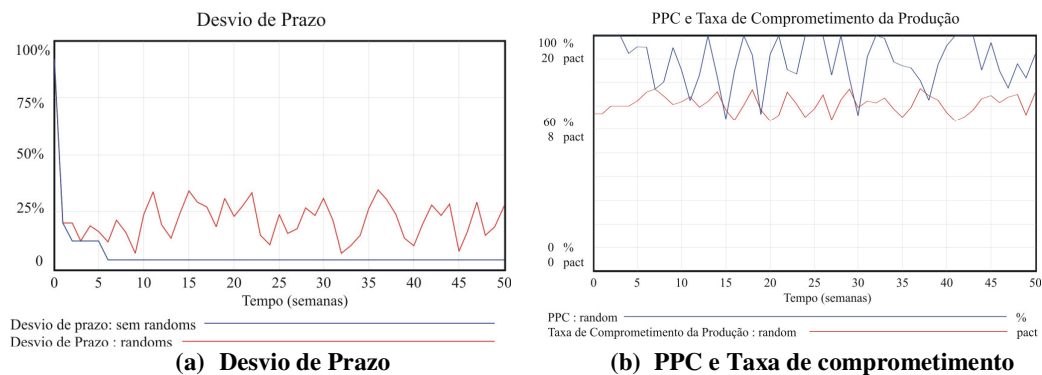 Desvio de Prazo
100%
75%
50%
25%
0
0 5 10 15 20 25 30 35 40 45 50
Tempo (semanas)
Desvio de prazo: sem randoms
Desvio de Prazo : randoms
(a) Desvio de Prazo
PPC e Taxa de Comprometimento da Produção
100 %
20 pact
60 %
8 pact
0 %
0 pact
0 5 10 15 20 25 30 35 40 45 50
Tempo (semanas)
PPC : random %
Taxa de Comprometimento da Produção : random pact
(b) PPC e Taxa de comprometimento